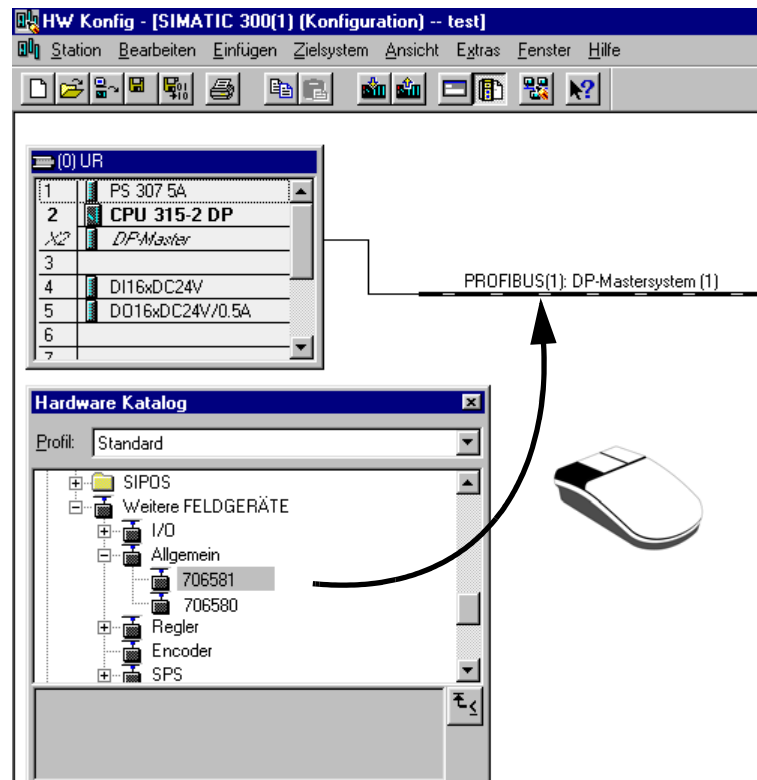 HW Konfig - [SIMATIC 300(1) (Konfiguration) -- test]
Station Bearbeiten Einfügen Zielsystem Ansicht Extras Fenster Hilfe
(0) UR
1 PS 307 5A
2 CPU 315-2 DP
X2 DP-Master
3
4 DI16xDC24V
5 DO16xDC24V/0.5A
6
7
PROFIBUS(1): DP-Mastersystem (1)
Hardware Katalog
Profil: Standard
SIPOS
Weitere FELDGERÄTE
I/O
Allgemein
706581
706580
Regler
Encoder
SPS